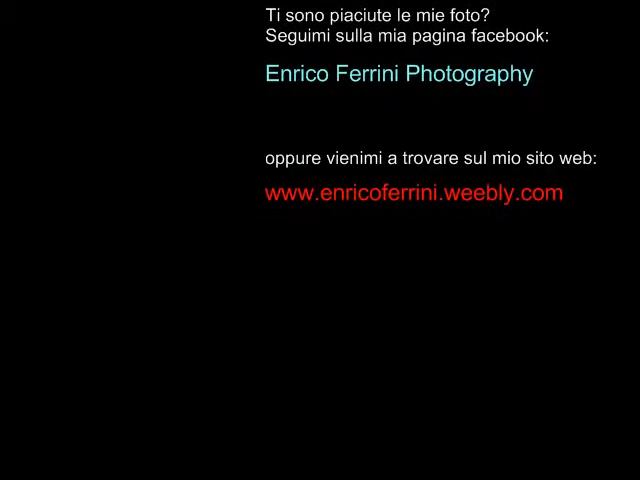 Ti sono piaciute le mie foto?
Seguimi sulla mia pagina facebook:
Enrico Ferrini Photography
oppure vienimi a trovare sul mio sito web:
www.enricoferrini.weebly.com